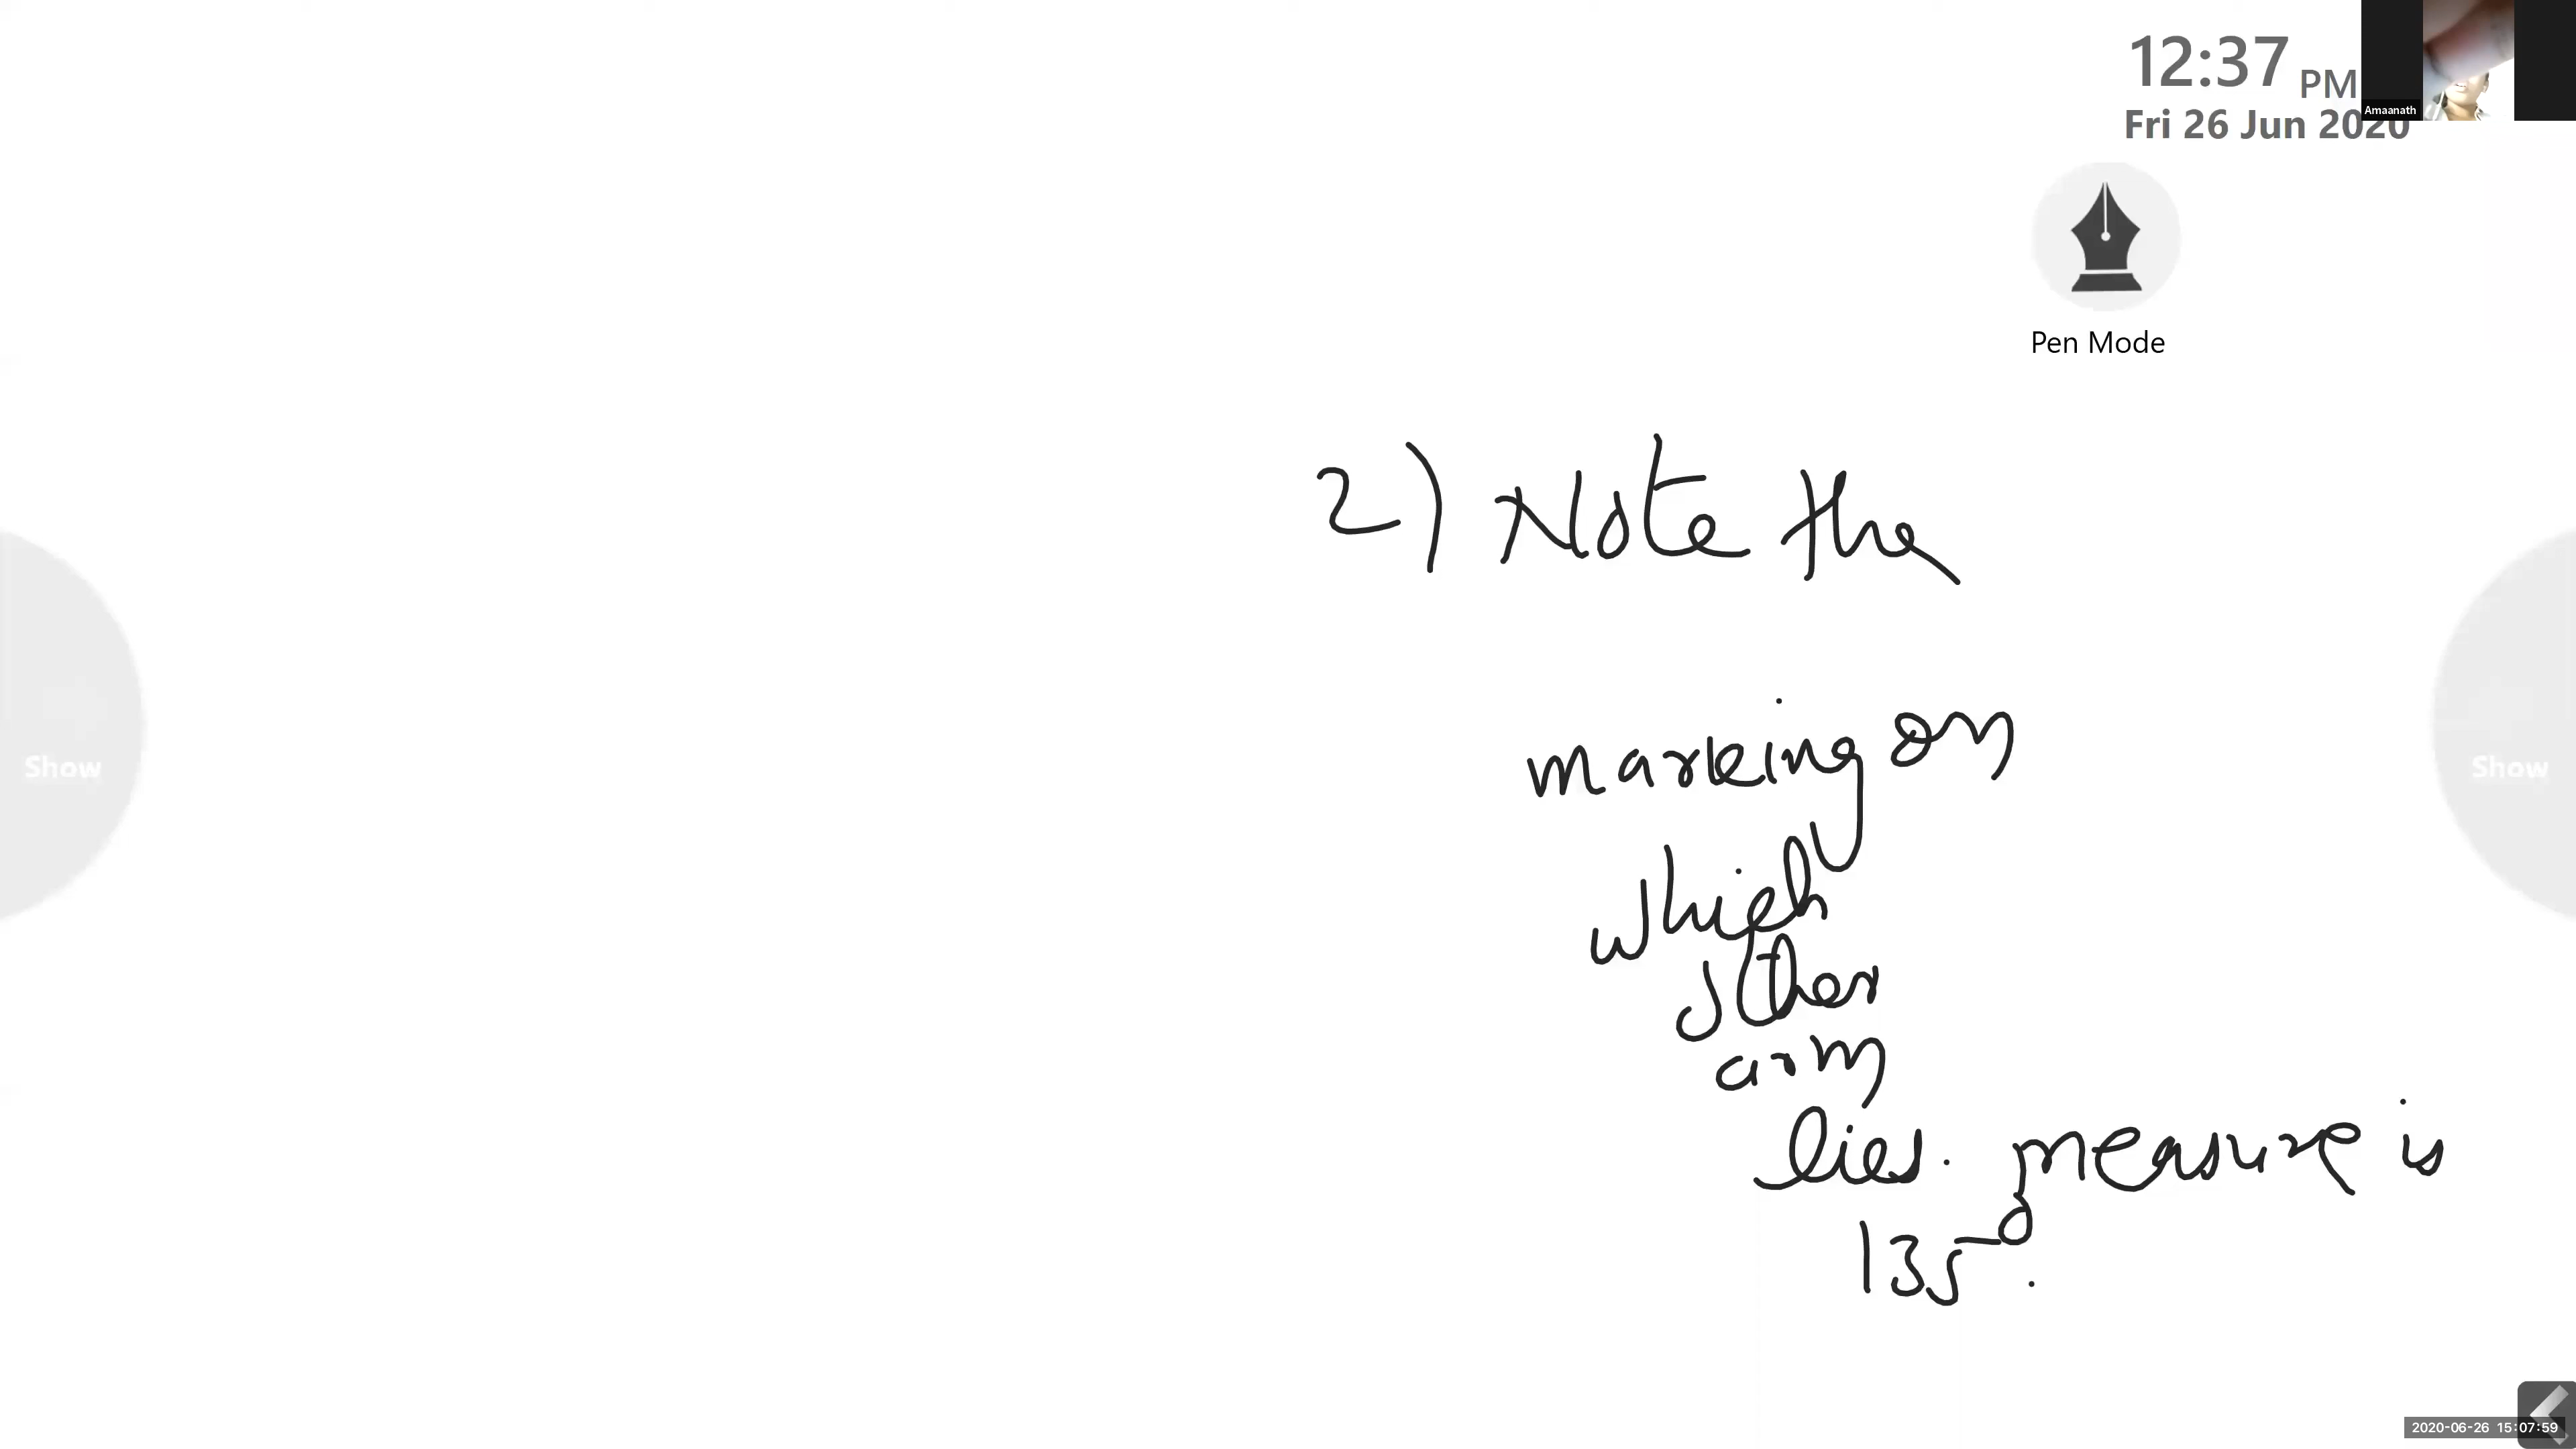 12:37 PM
Amaanath
Fri 26 Jun 2020
Pen Mode
2) Note the
marking on
which
other
arm
lies. measure is
135°.
Show
Show
2020-06-26 15:07:59